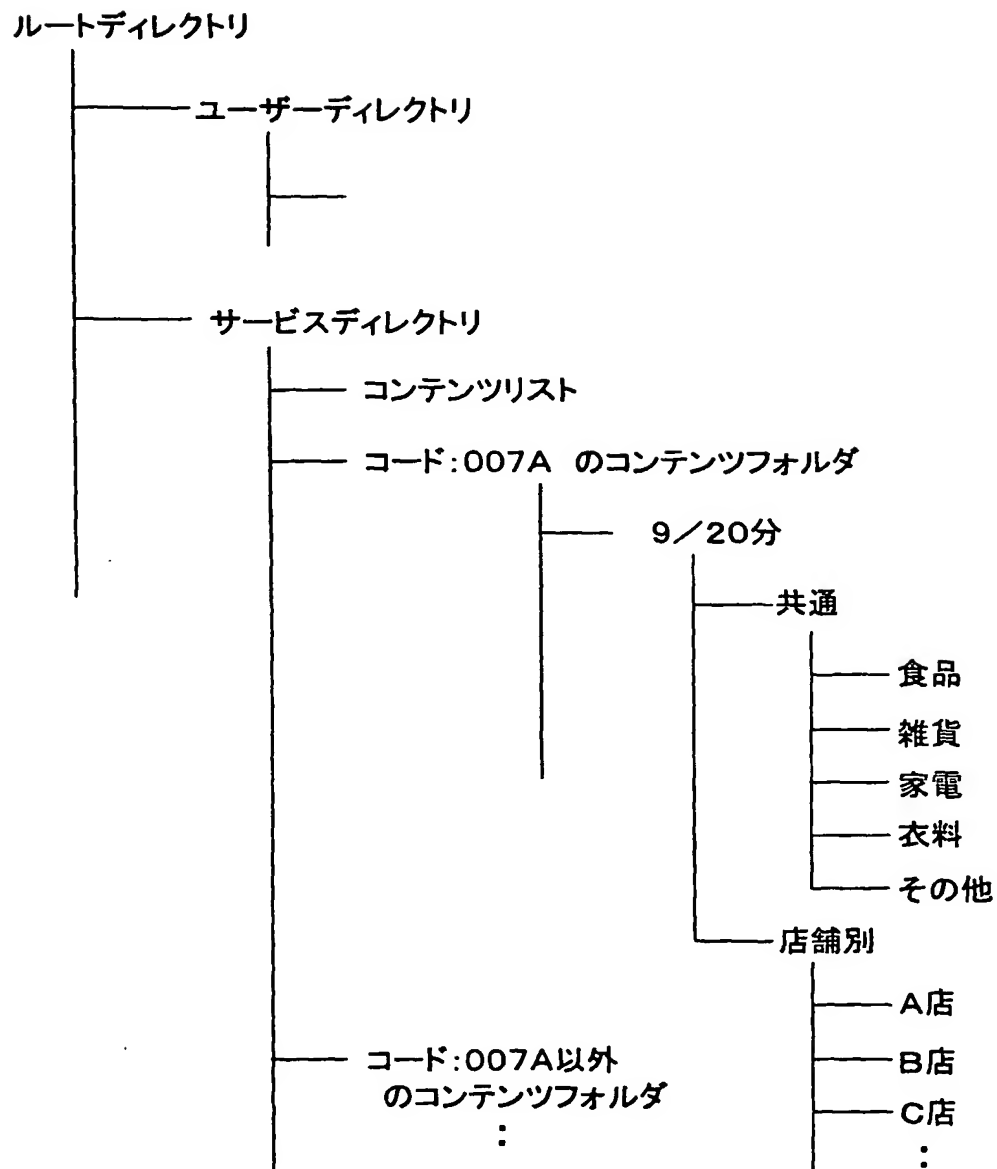 ルートディレクトリ
ユーザーディレクトリ
サービスディレクトリ
コンテンツリスト
コード:007A のコンテンツフォルダ
9／20分
共通
食品
雑貨
家電
衣料
その他
店舗別
A店
コード:007A以外
のコンテンツフォルダ
B店
C店